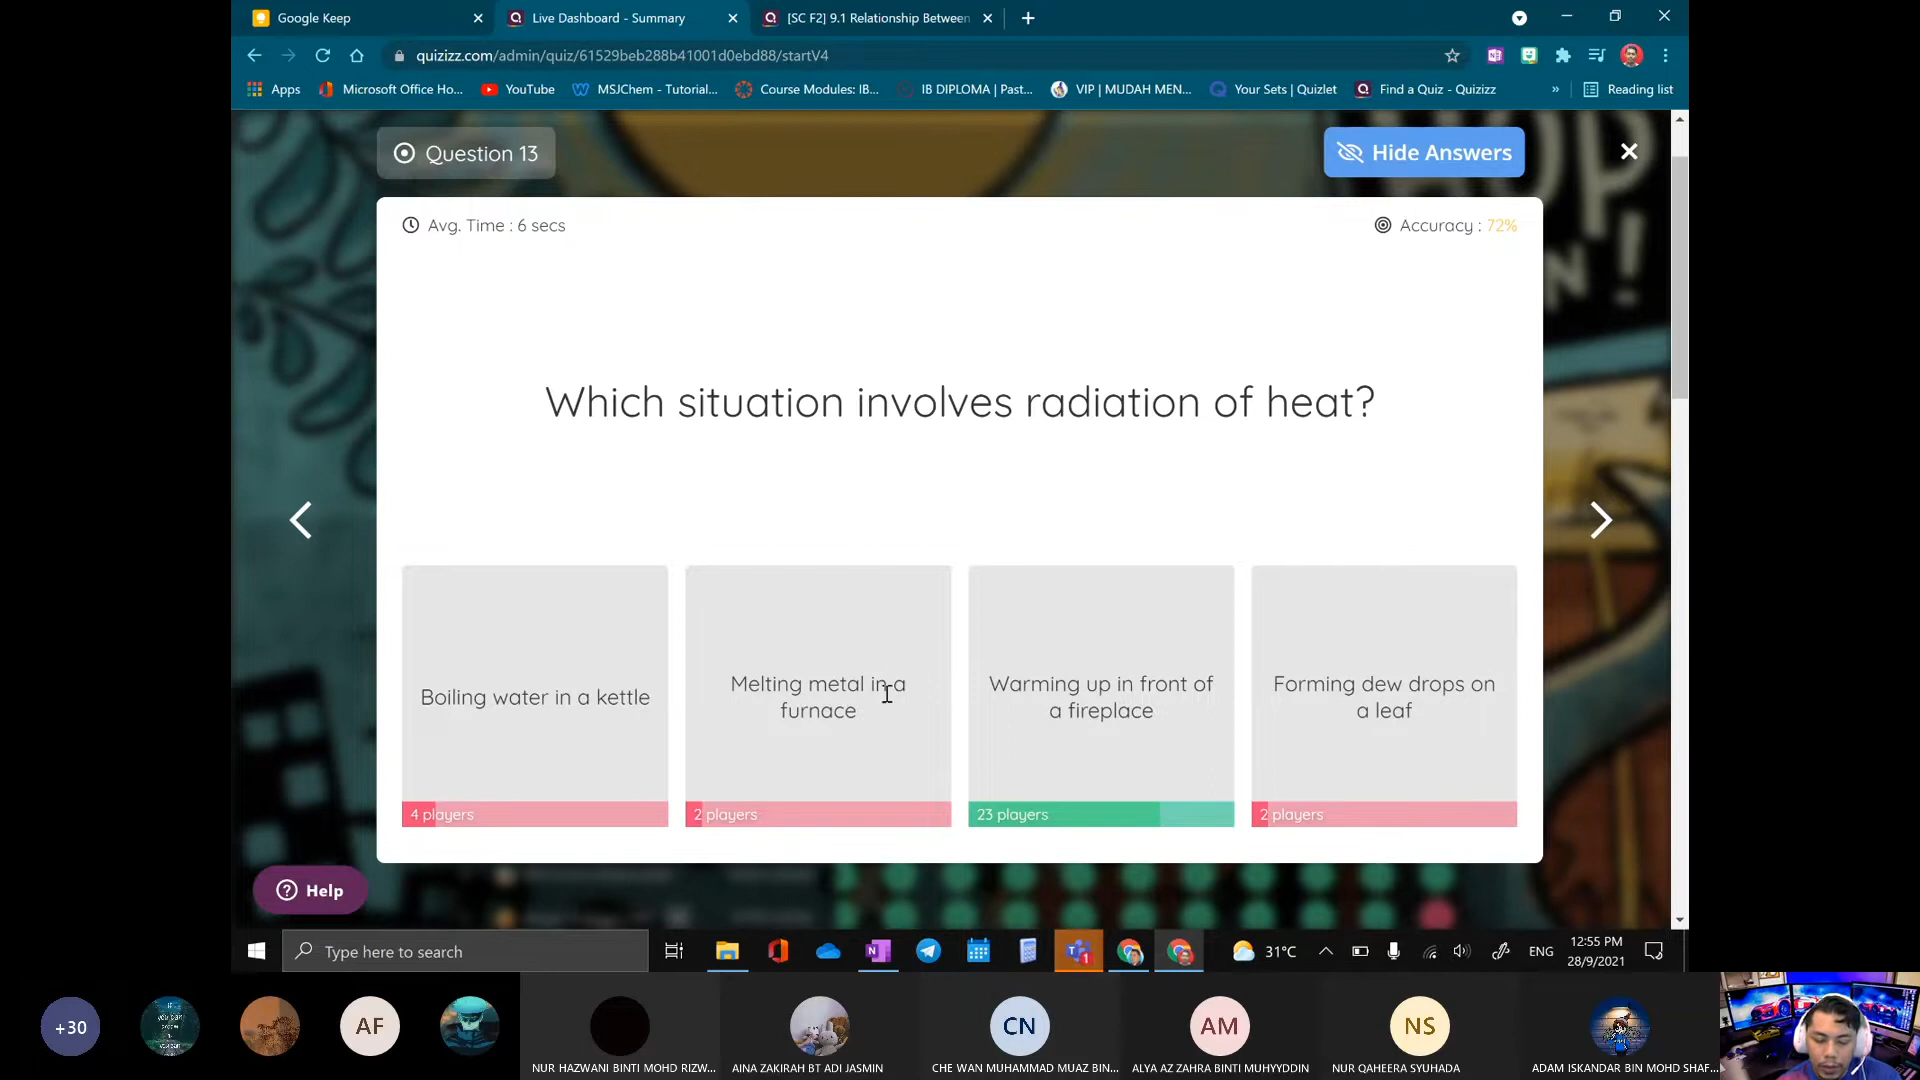 Google Keep
Live Dashboard - Summary
[SC F2] 9.1 Relationship Between
quizizz.com/admin/quiz/61529beb288b41001d0ebd88/startV4
Apps
Microsoft Office Ho...
YouTube
MSJChem - Tutorial...
Course Modules: IB...
IB DIPLOMA | Past...
VIP | MUDAH MEN...
Your Sets | Quizlet
Find a Quiz - Quizizz
»
Reading list
Question 13
Hide Answers
Avg. Time : 6 secs
Accuracy : 72%
Which situation involves radiation of heat?
Boiling water in a kettle
4 players
Melting metal in a
furnace
2 players
Warming up in front of
a fireplace
23 players
Forming dew drops on
a leaf
2 players
Help
Type here to search
31°C
ENG
12:55 PM
28/9/2021
+30
AF
CN
AM
NS
NUR HAZWANI BINTI MOHD RIZW...
AINA ZAKIRAH BT ADI JASMIN
CHE WAN MUHAMMAD MUAZ BIN...
ALYA AZ ZAHRA BINTI MUHYYDDIN
NUR QAHEERA SYUHADA
ADAM ISKANDAR BIN MOHD SHAF...